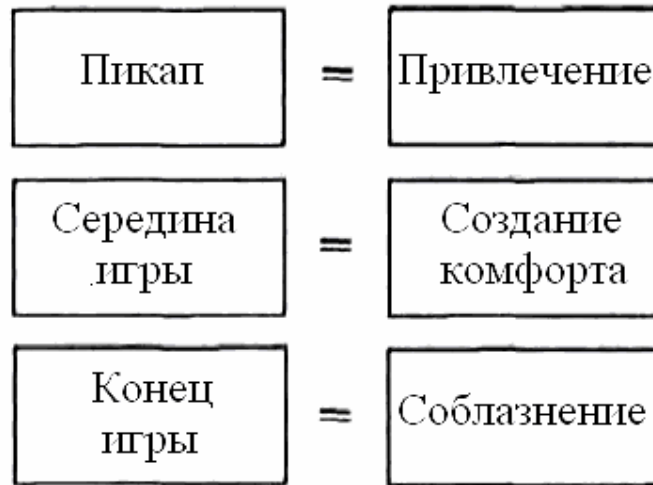 Пикап = Привлечение
Середина игры = Создание комфорта
Конец игры = Соблазнение